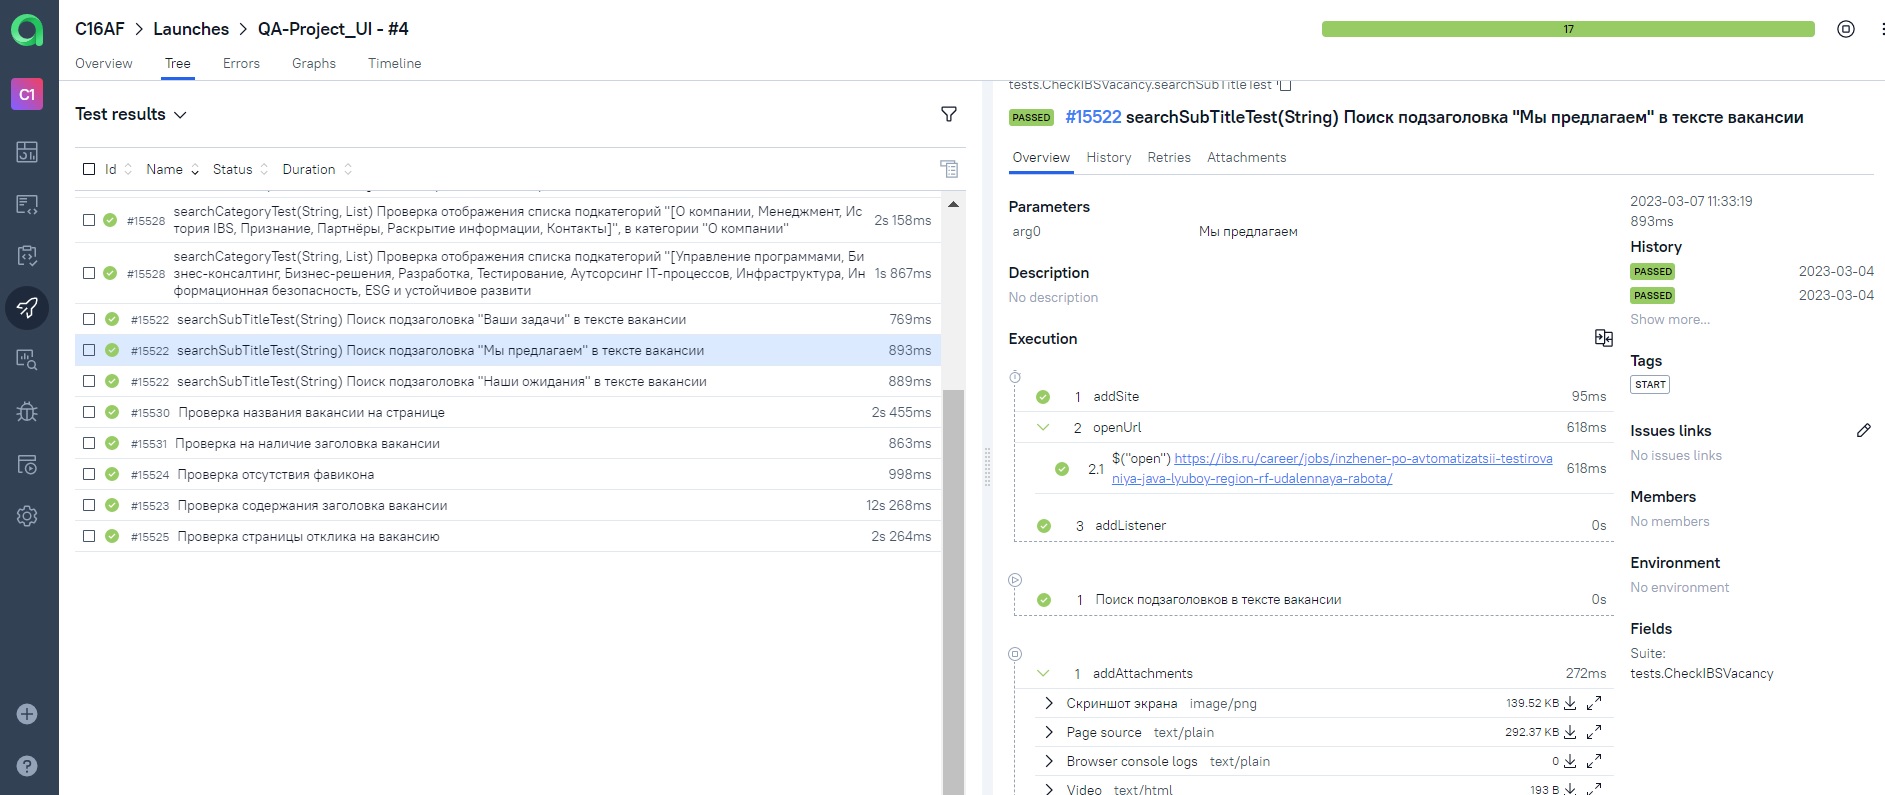 C16AF > Launches > QA-Project_UI - #4
17
Overview Tree Errors Graphs Timeline
C1
Test results
Id Name Status Duration
#15528 searchCategoryTest(String, List) Проверка отображения списка подкатегорий "[О компании, Менеджмент, Ис
тория IBS, Признание, Партнёры, Раскрытие информации, Контакты]", в категории "О компании" 2s 158ms
#15528 searchCategoryTest(String, List) Проверка отображения списка подкатегорий "[Управление программами, Би
знес-консалтинг, Бизнес-решения, Разработка, Тестирование, Аутсорсинг IT-процессов, Инфраструктура, Ин
формационная безопасность, ESG и устойчивое развити 1s 867ms
#15522 searchSubTitleTest(String) Поиск подзаголовка "Ваши задачи" в тексте вакансии 769ms
#15522 searchSubTitleTest(String) Поиск подзаголовка "Мы предлагаем" в тексте вакансии 893ms
#15522 searchSubTitleTest(String) Поиск подзаголовка "Наши ожидания" в тексте вакансии 889ms
#15530 Проверка названия вакансии на странице 2s 455ms
#15531 Проверка на наличие заголовка вакансии 863ms
#15524 Проверка отсутствия фавикона 998ms
#15523 Проверка содержания заголовка вакансии 12s 268ms
#15525 Проверка страницы отклика на вакансию 2s 264ms
tests.CheckIBSVacancy.searchSubTitleTest
PASSED #15522 searchSubTitleTest(String) Поиск подзаголовка "Мы предлагаем" в тексте вакансии
Overview History Retries Attachments
Parameters
arg0 Мы предлагаем
Description
No description
Execution
1 addSite 95ms
2 openUrl 618ms
2.1 $("open") https://ibs.ru/career/jobs/inzhener-po-avtomatizatsii-testirova
niya-java-lyuboy-region-rf-udalennaya-rabota/ 618ms
3 addListener 0s
1 Поиск подзаголовков в тексте вакансии 0s
1 addAttachments 272ms
Скриншот экрана image/png 139.52 KB
Page source text/plain 292.37 KB
Browser console logs text/plain 0
Video text/html 193 B
2023-03-07 11:33:19
893ms
History
PASSED 2023-03-04
PASSED 2023-03-04
Show more...
Tags
START
Issues links
No issues links
Members
No members
Environment
No environment
Fields
Suite:
tests.CheckIBSVacancy